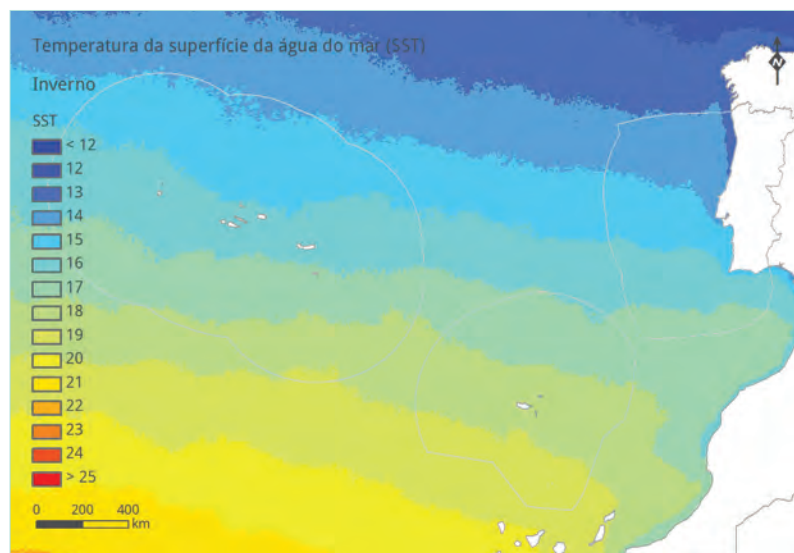 Temperatura da superfície da água do mar (SST)
N
Inverno
SST
< 12
12
13
14
15
16
17
18
19
20
21
22
23
24
> 25
0 200 400
km